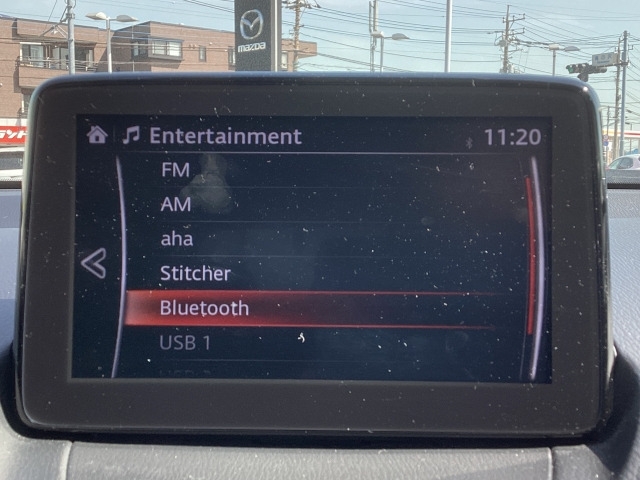 mazda
Entertainment
11:20
FM
AM
aha
Stitcher
Bluetooth
USB 1